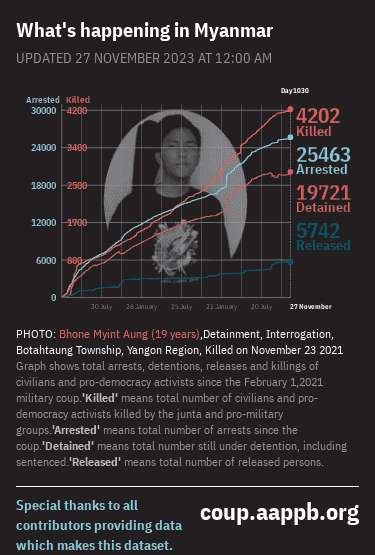 What's happening in Myanmar
UPDATED 27 NOVEMBER 2023 AT 12:00 AM
Day1030
Arrested Killed
30000 4200
24000 3400
18000 2500
12000 1700
6000 800
0
4202
Killed
25463
Arrested
19721
Detained
5742
Released
30 July 26 January 25 July 21 January 20 July 27 November
PHOTO: Bhone Myint Aung (19 years),Detainment, Interrogation,
Botahtaung Township, Yangon Region, Killed on November 23 2021
Graph shows total arrests, detentions, releases and killings of
civilians and pro-democracy activists since the February 1,2021
military coup.'Killed' means total number of civilians and pro-
democracy activists killed by the junta and pro-military
groups.'Arrested' means total number of arrests since the
coup.'Detained' means total number still under detention, including
sentenced.'Released' means total number of released persons.
Special thanks to all
contributors providing data
which makes this dataset.
coup.aappb.org